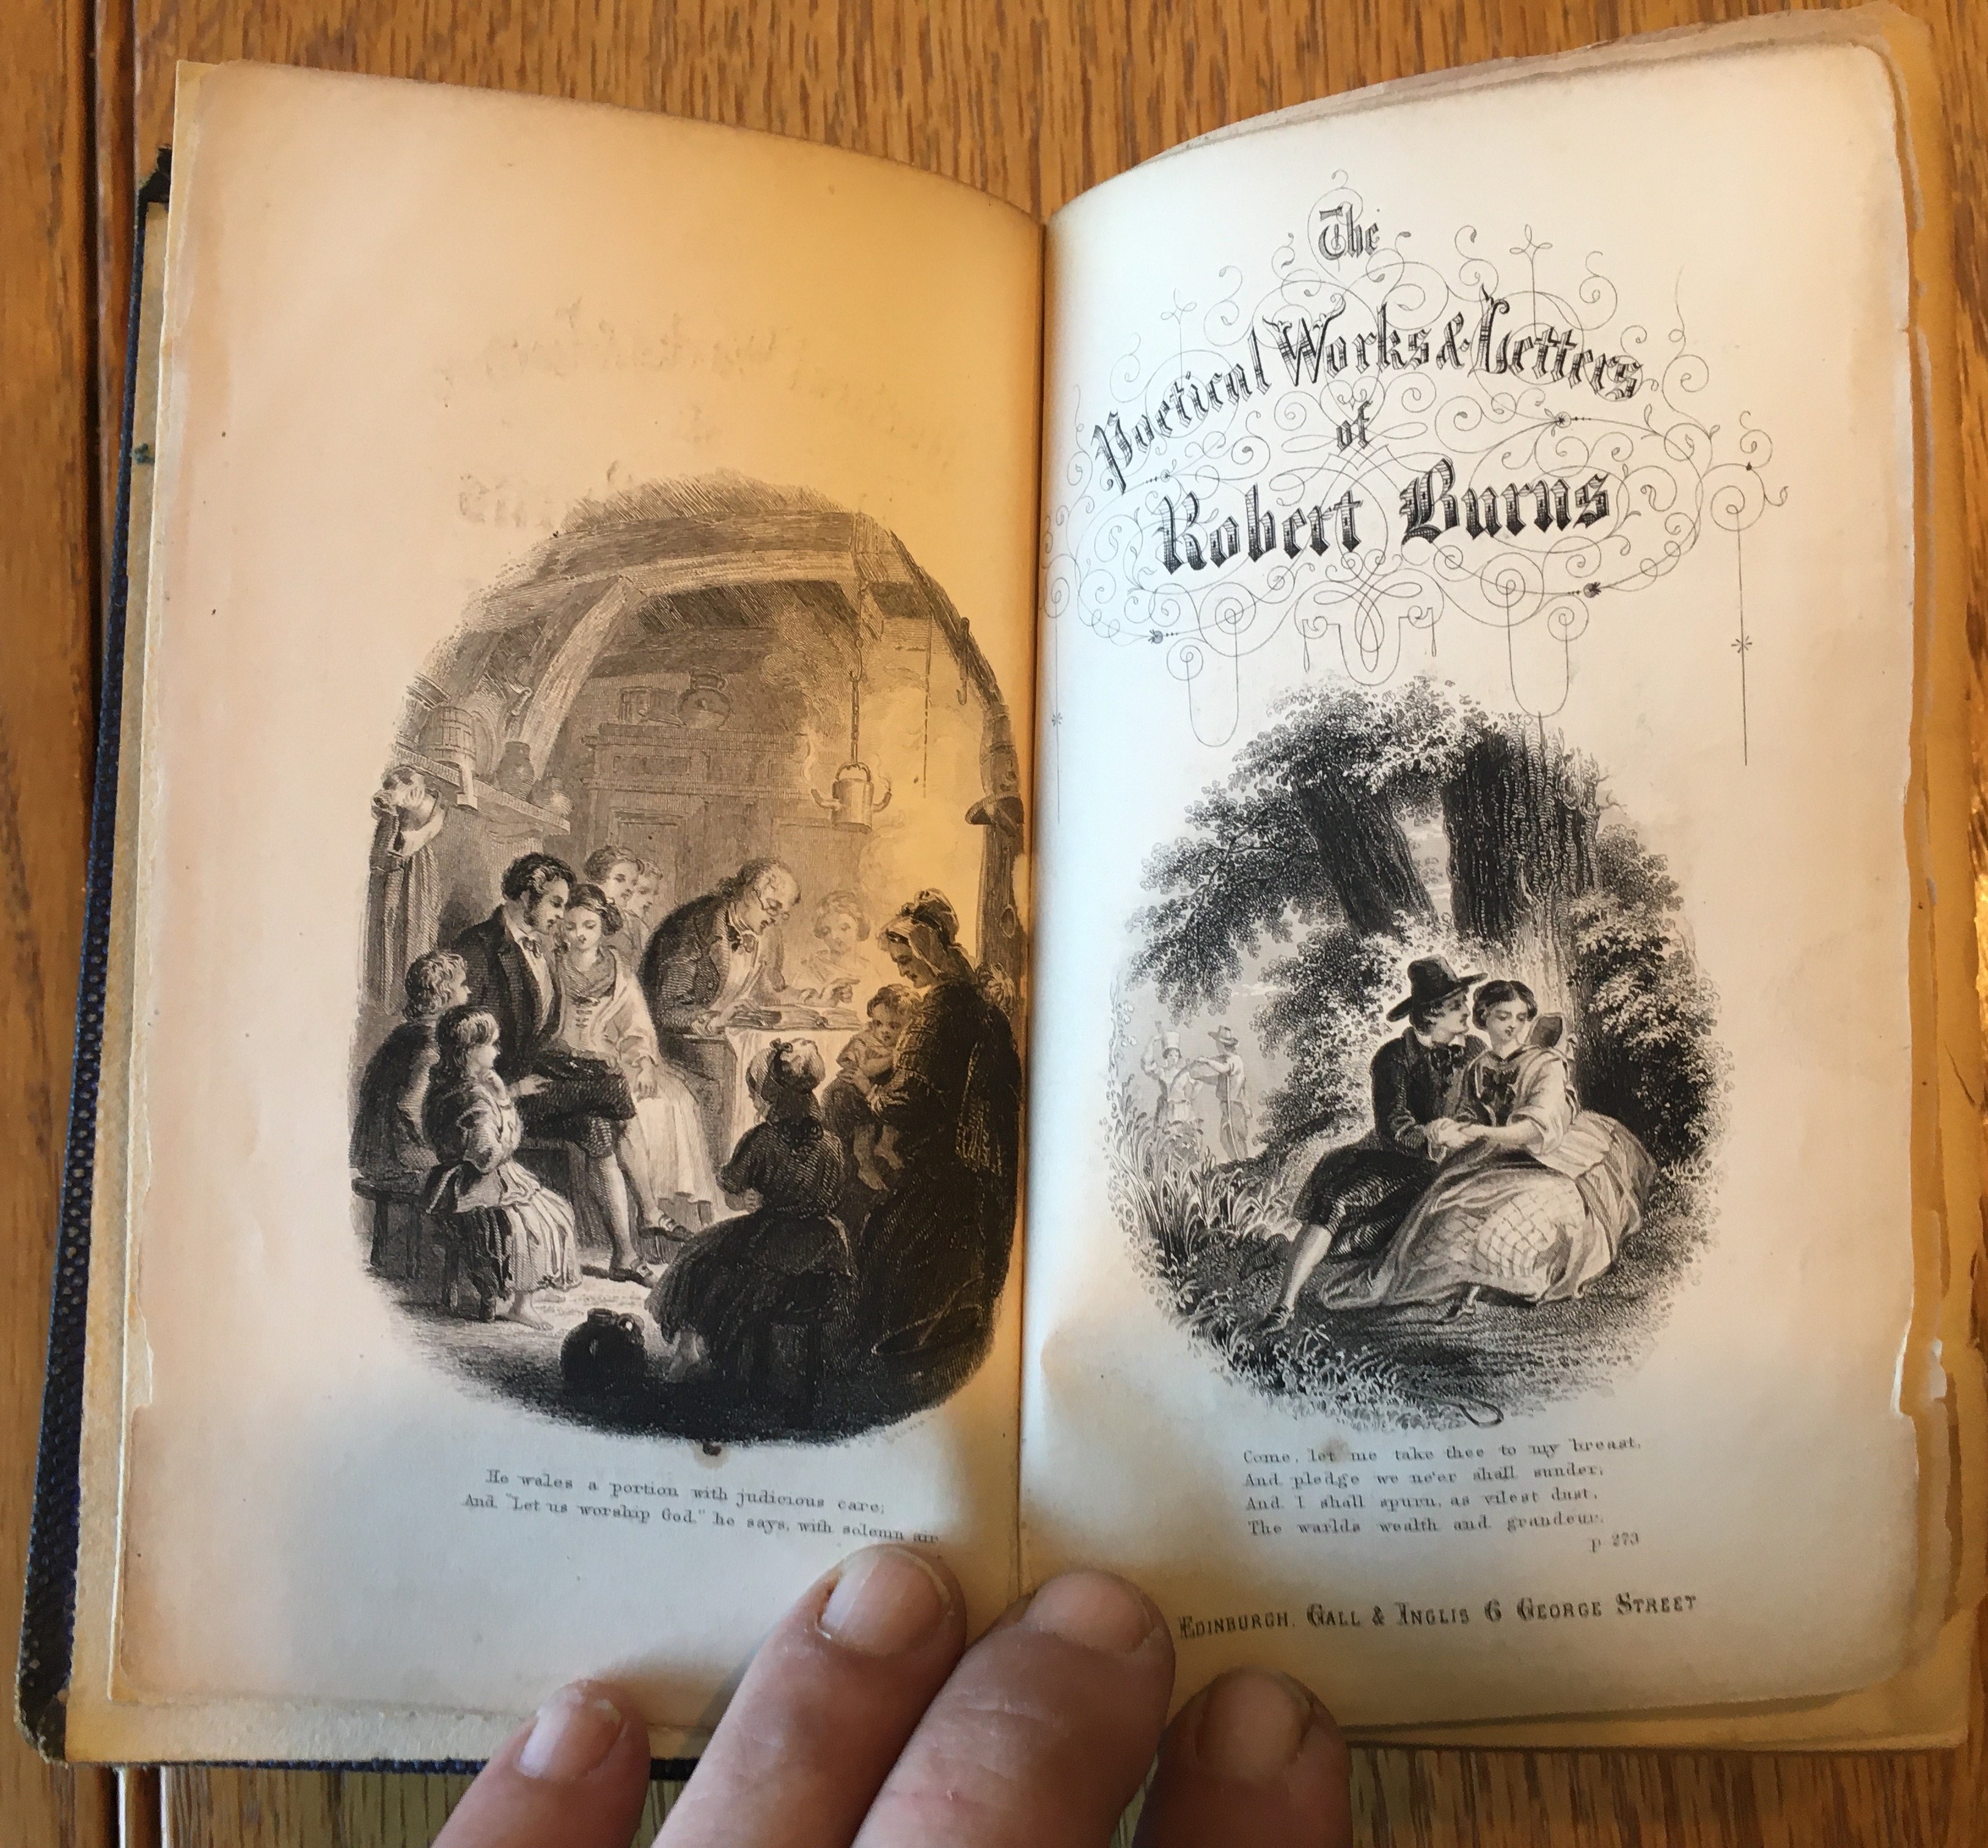 He wales a portion with judicious care;
And "Let us worship God." he says, with solemn air.
The
Poetical Works & Letters
of
Robert Burns
Come, let me take thee to my breast,
And pledge we ne'er shall sunder;
And I shall spurn, as vilest dust,
The warlds wealth and grandeur.
p 273
EDINBURGH, GALL & INGLIS 6 GEORGE STREET